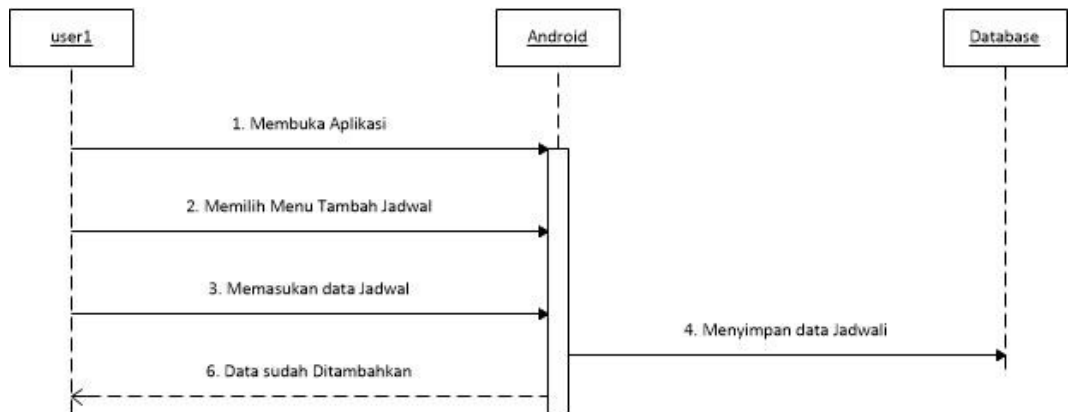 user1
Android
Database
1. Membuka Aplikasi
2. Memilih Menu Tambah Jadwal
3. Memasukan data Jadwal
4. Menyimpan data Jadwali
6. Data sudah Ditambahkan